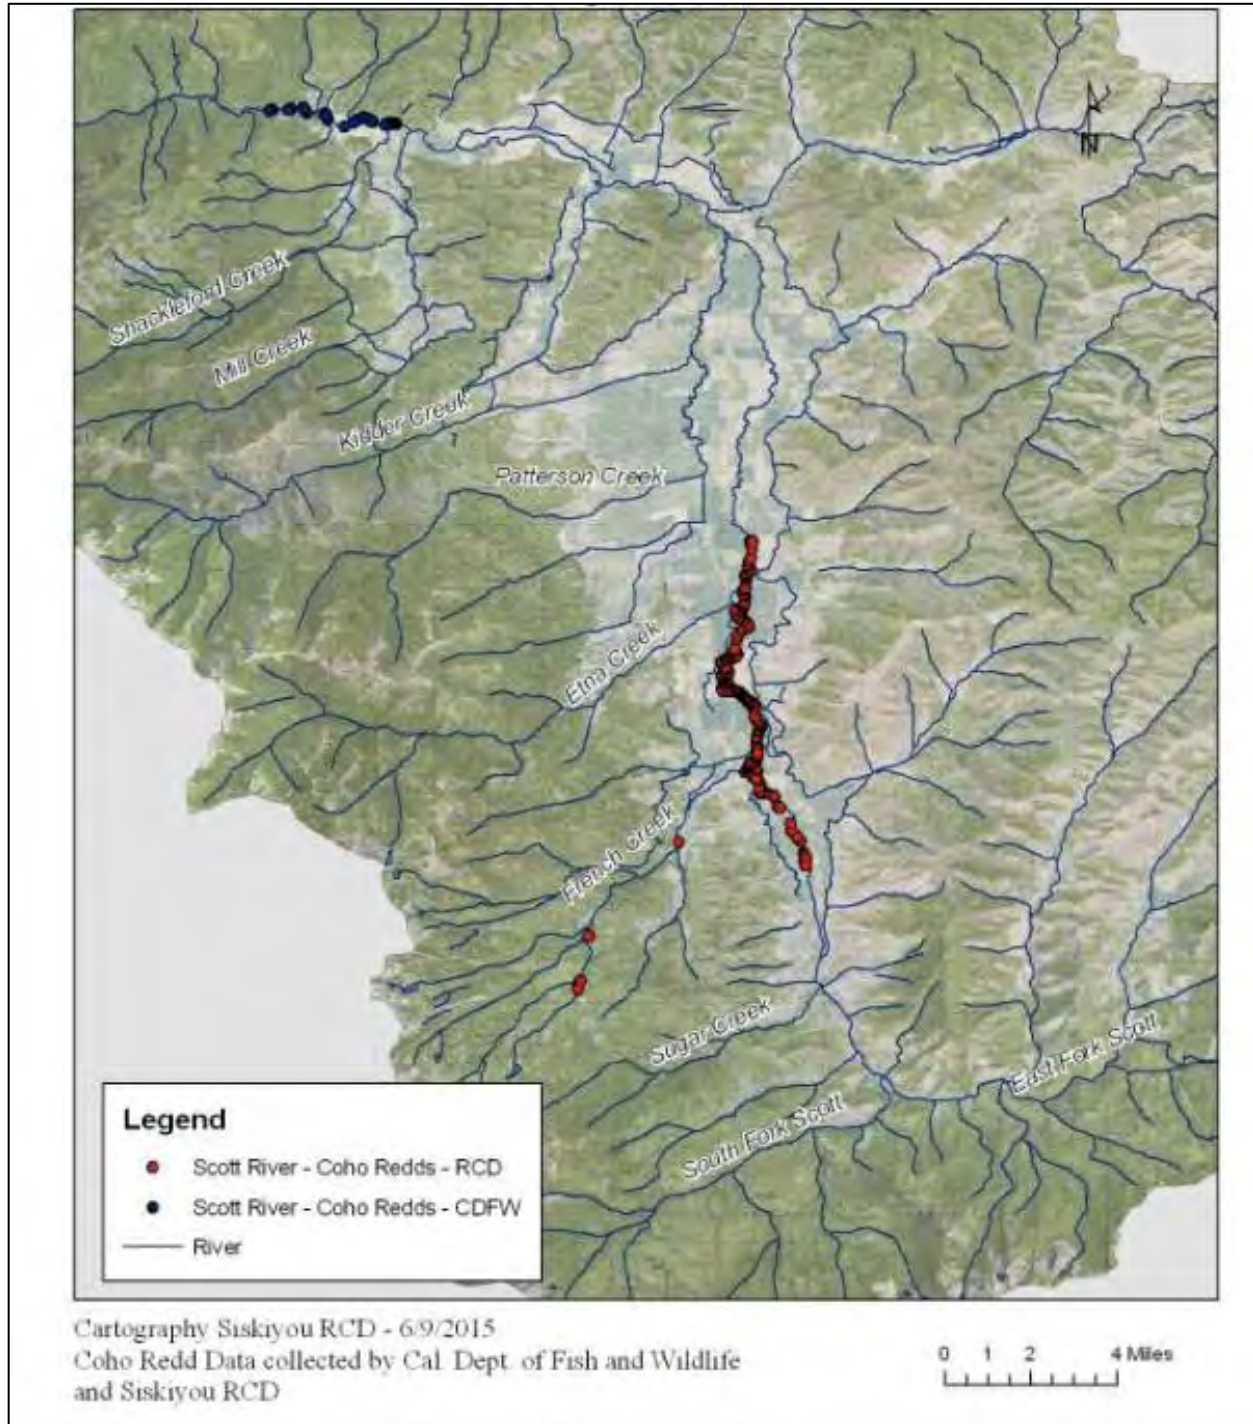 N
Shackleford Creek
Mill Creek
Kidder Creek
Patterson Creek
Etna Creek
French Creek
Sugar Creek
East Fork Scott
South Fork Scott
Legend
Scott River - Coho Redds - RCD
Scott River - Coho Redds - CDFW
River
Cartography Siskiyou RCD - 6/9/2015
Coho Redd Data collected by Cal. Dept. of Fish and Wildlife
and Siskiyou RCD
0 1 2 4 Miles